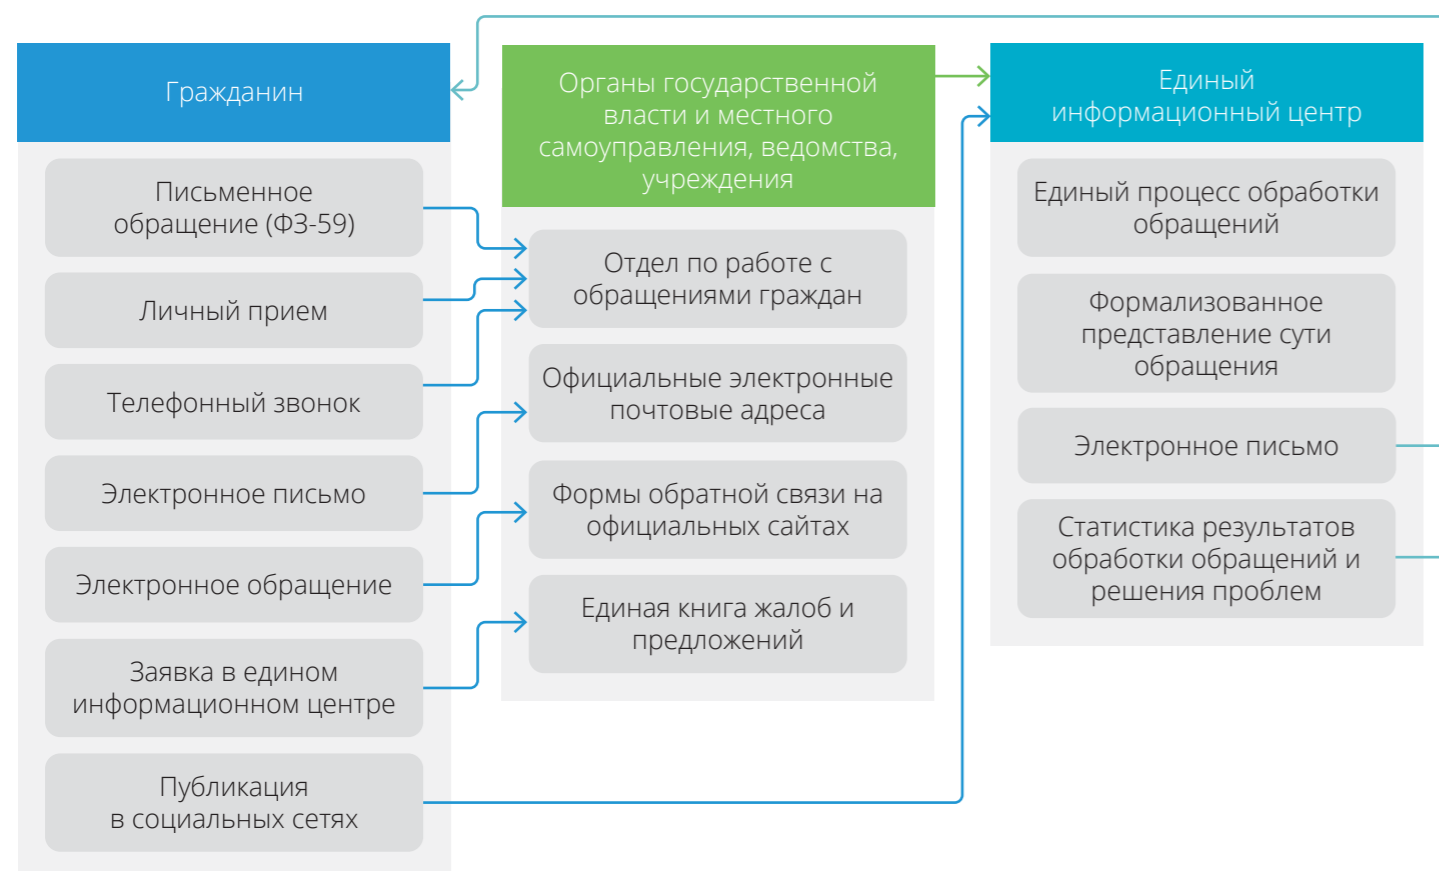 Гражданин
Письменное
обращение (ФЗ-59)
Личный прием
Телефонный звонок
Электронное письмо
Электронное обращение
Заявка в едином
информационном центре
Публикация
в социальных сетях
Органы государственной
власти и местного
самоуправления, ведомства,
учреждения
Отдел по работе с
обращениями граждан
Официальные электронные
почтовые адреса
Формы обратной связи на
официальных сайтах
Единая книга жалоб и
предложений
Единый
информационный центр
Единый процесс обработки
обращений
Формализованное
представление сути
обращения
Электронное письмо
Статистика результатов
обработки обращений и
решения проблем